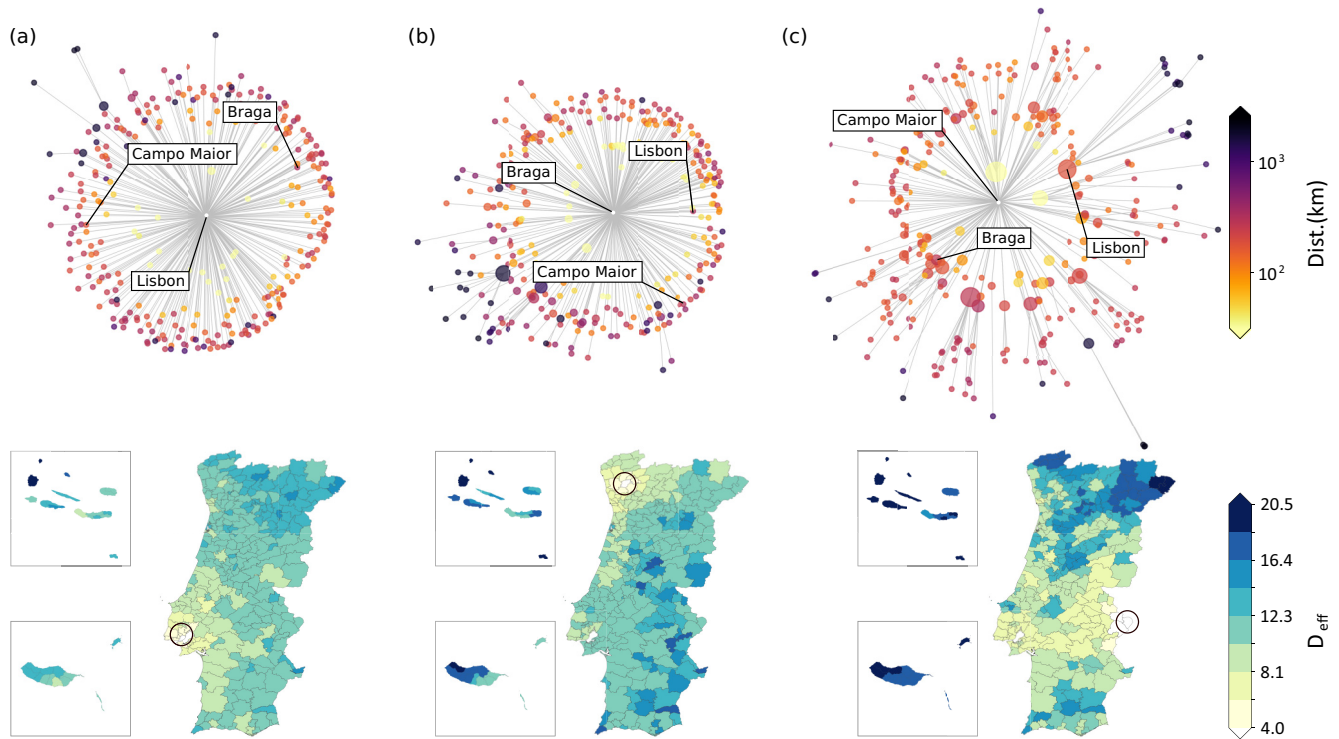 (a)
(b)
(c)
Braga
Campo Maior
Lisbon
Lisbon
Braga
Campo Maior
Campo Maior
Braga
Lisbon
10³
10²
Dist.(km)
20.5
16.4
12.3
8.1
4.0
D_eff